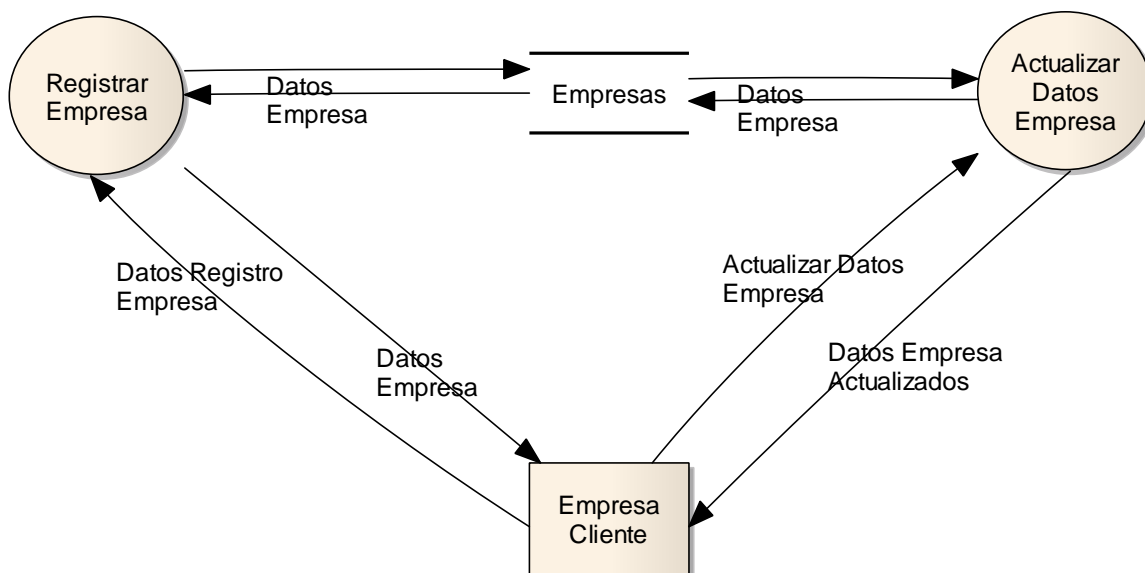 Registrar
Empresa
Datos
Empresa
Empresas
Datos
Empresa
Actualizar
Datos
Empresa
Datos Registro
Empresa
Datos
Empresa
Actualizar Datos
Empresa
Datos Empresa
Actualizados
Empresa
Cliente